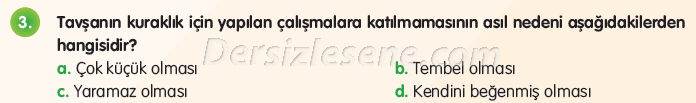 3. Tavşanın kuraklık için yapılan çalışmalara katılmamasının asıl nedeni aşağıdakilerden
hangisidir?
Dersizlesene.com
a. Çok küçük olması b. Tembel olması
c. Yaramaz olması d. Kendini beğenmiş olması